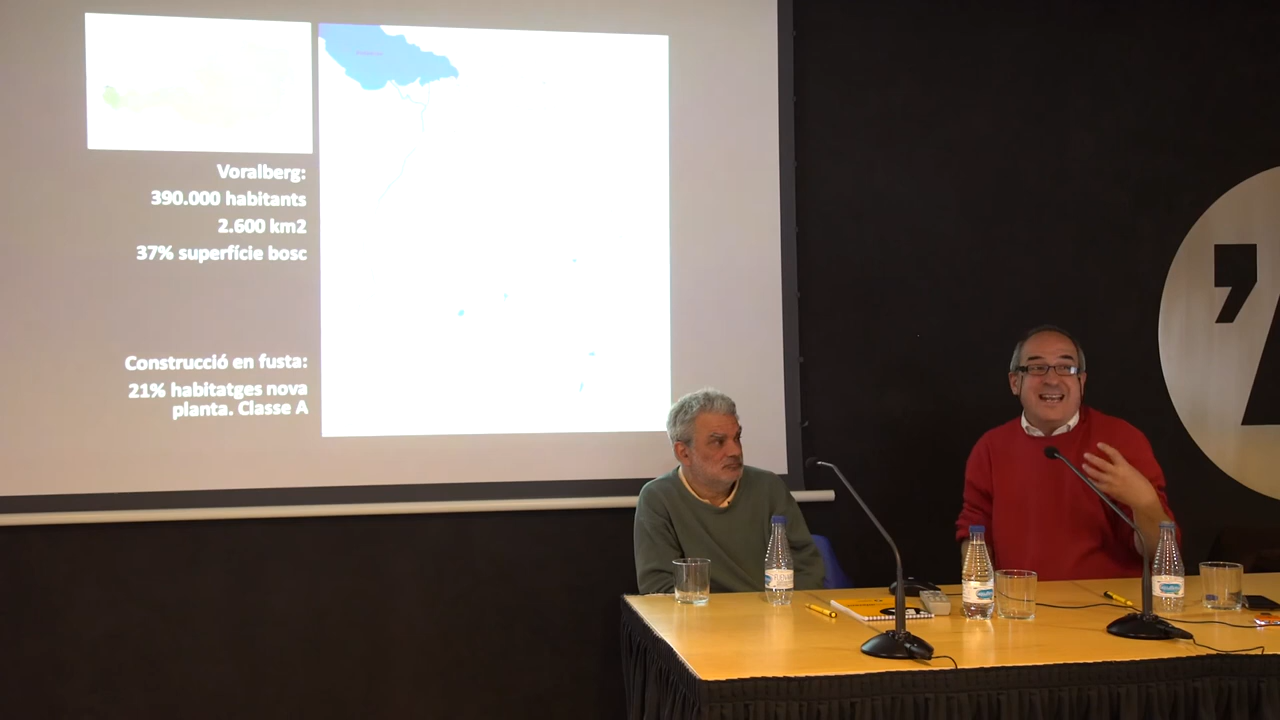 Voralberg:
390.000 habitants
2.600 km2
37% superfície bosc
Construcció en fusta:
21% habitatges nova
planta. Classe A